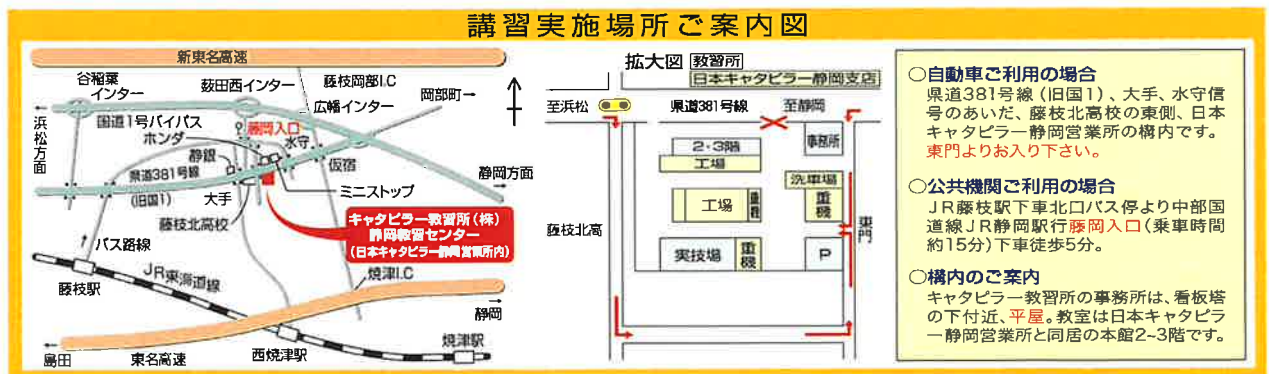 講習実施場所ご案内図
新東名高速
谷稲葉
インター
薮田西インター
藤枝岡部I.C
広幡インター
岡部町→
←浜松方面
国道1号バイパス
ホンダ
藤岡入口
水守
静銀
県道381号線
(旧国1)
大手
仮宿
ミニストップ
静岡方面
→
藤枝北高校
キャタピラー教習所(株)
静岡教習センター
(日本キャタピラー静岡営業所内)
バス路線
JR東海道線
焼津I.C
藤枝駅
→
静岡
←
島田
東名高速
西焼津駅
焼津駅
拡大図 教習所
日本キャタピラー静岡支店
至浜松
県道381号線
至静岡
2・3階
工場
事務所
洗車場
工場
重機
重機
藤枝北高
東門
実技場
重機
P
○自動車ご利用の場合
県道381号線(旧国1)、大手、水守信
号のあいだ、藤枝北高校の東側、日本
キャタピラー静岡営業所の構内です。
東門よりお入り下さい。
○公共機関ご利用の場合
JR藤枝駅下車北口バス停より中部国
道線JR静岡駅行藤岡入口(乗車時間
約15分)下車徒歩5分。
○構内のご案内
キャタピラー教習所の事務所は、看板塔
の下付近、平屋。教室は日本キャタピラ
ー静岡営業所と同居の本館2~3階です。